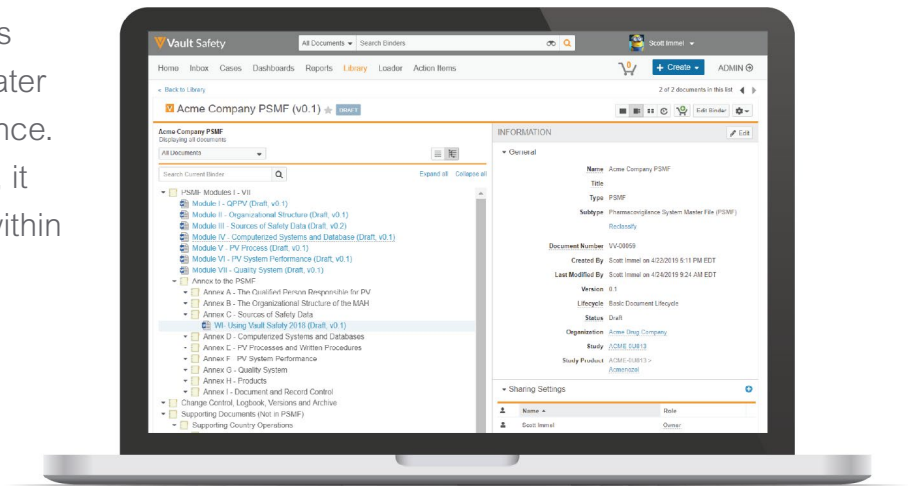 s
ater
nce.
it
vithin
Vault Safety
All Documents
Search Binders
Scott Immel
Home Inbox Cases Dashboards Reports Library Loader Action Items
0
+ Create
ADMIN
« Back to Library
2 of 2 documents in this list
Acme Company PSMF (v0.1)
DRAFT
Edit Binder
Acme Company PSMF
Displaying all documents
All Documents
Search Current Binder
Expand all Collapse all
PSMF Modules I - VII
Module I - QPPV (Draft, v0.1)
Module II - Organizational Structure (Draft, v0.1)
Module III - Sources of Safety Data (Draft, v0.2)
Module IV - Computerized Systems and Database (Draft, v0.1)
Module V - PV Process (Draft, v0.1)
Module VI - PV System Performance (Draft, v0.1)
Module VII - Quality System (Draft, v0.1)
Annex to the PSMF
Annex A - The Qualified Person Responsible for PV
Annex B - The Organizational Structure of the MAH
Annex C - Sources of Safety Data
WI- Using Vault Safety 2018 (Draft, v0.1)
Annex D - Computerized Systems and Databases
Annex E - PV Processes and Written Procedures
Annex F - PV System Performance
Annex G - Quality System
Annex H - Products
Annex I - Document and Record Control
Change Control, Logbook, Versions and Archive
Supporting Documents (Not in PSMF)
Supporting Country Operations
INFORMATION
Edit
General
Name Acme Company PSMF
Title
Type PSMF
Subtype Pharmacovigilance System Master File (PSMF)
Reclassify
Document Number VV-00059
Created By Scott Immel on 4/22/2019 5:11 PM EDT
Last Modified By Scott Immel on 4/24/2019 9:24 AM EDT
Version 0.1
Lifecycle Basic Document Lifecycle
Status Draft
Organization Acme Drug Company
Study ACME-SU813
Study Product ACME-SU813 >
Acmenozal
Sharing Settings
Name Role
Scott Immel Owner